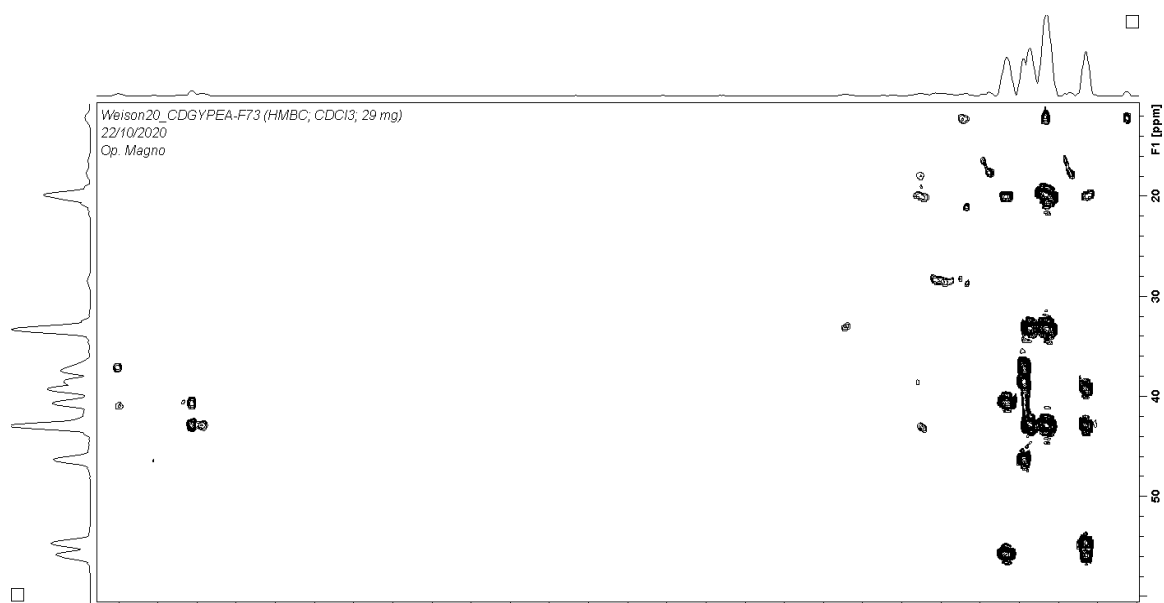 Weison20_CDGYPEA-F73 (HMBC; CDCl3; 29 mg)
22/10/2020
Op. Magno
F1 [ppm]
20
30
40
50